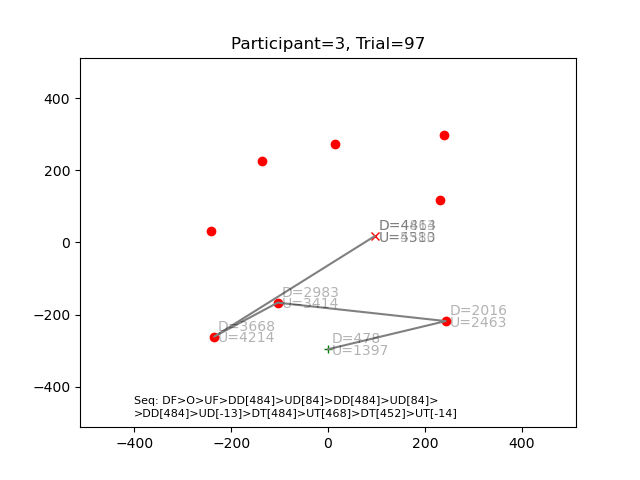 Participant=3, Trial=97
400
200
0
D=2983
U=3414
−200
D=2016
U=2463
D=3668
U=4214
D=478
U=1397
−400
Seq: DF>O>UF>DD[484]>UD[84]>DD[484]>UD[84]>
>DD[484]>UD[-13]>DT[484]>UT[468]>DT[452]>UT[-14]
−400 −200 0 200 400